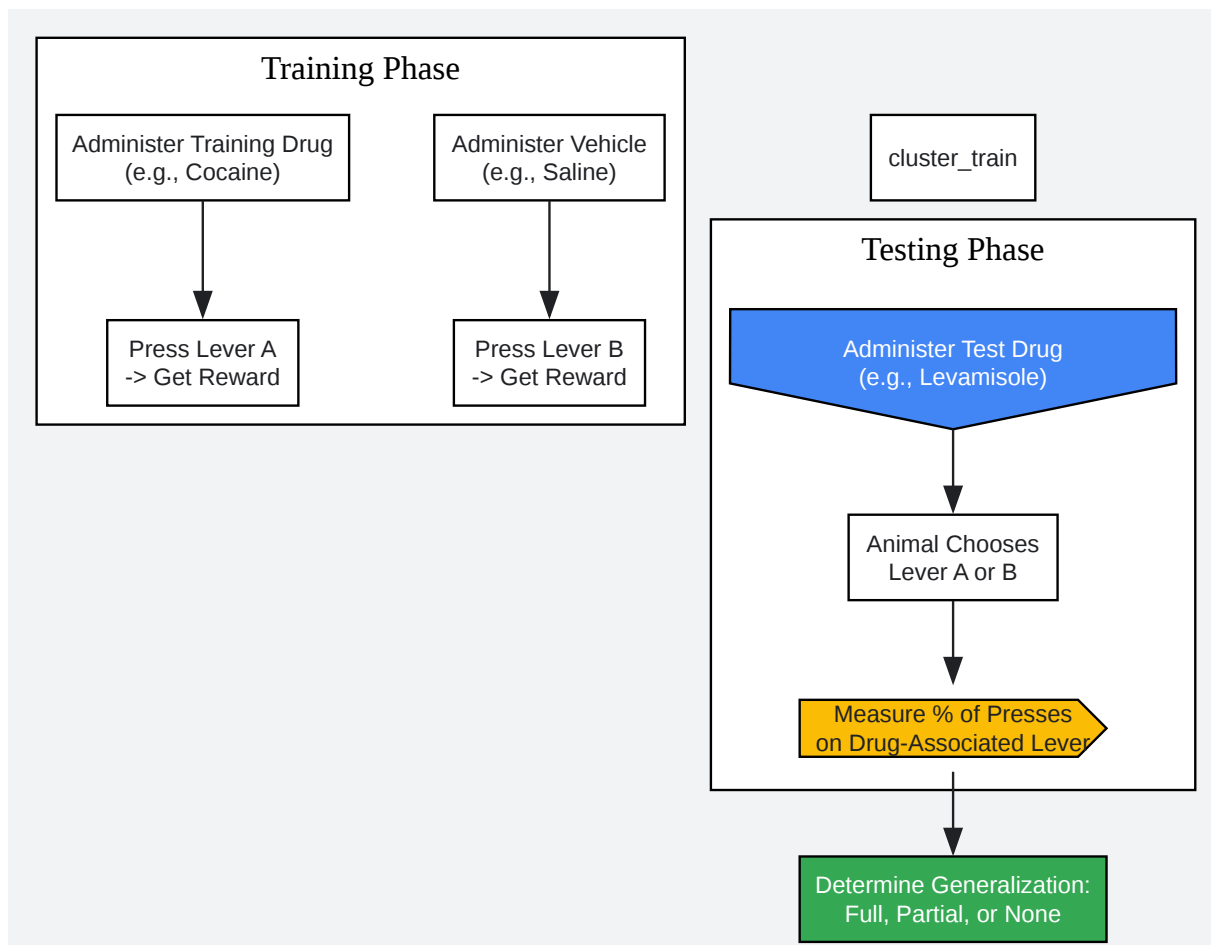 Training Phase
Administer Training Drug
(e.g., Cocaine)
Administer Vehicle
(e.g., Saline)
Press Lever A
-> Get Reward
Press Lever B
-> Get Reward
cluster_train
Testing Phase
Administer Test Drug
(e.g., Levamisole)
Animal Chooses
Lever A or B
Measure % of Presses
on Drug-Associated Lever
Determine Generalization:
Full, Partial, or None